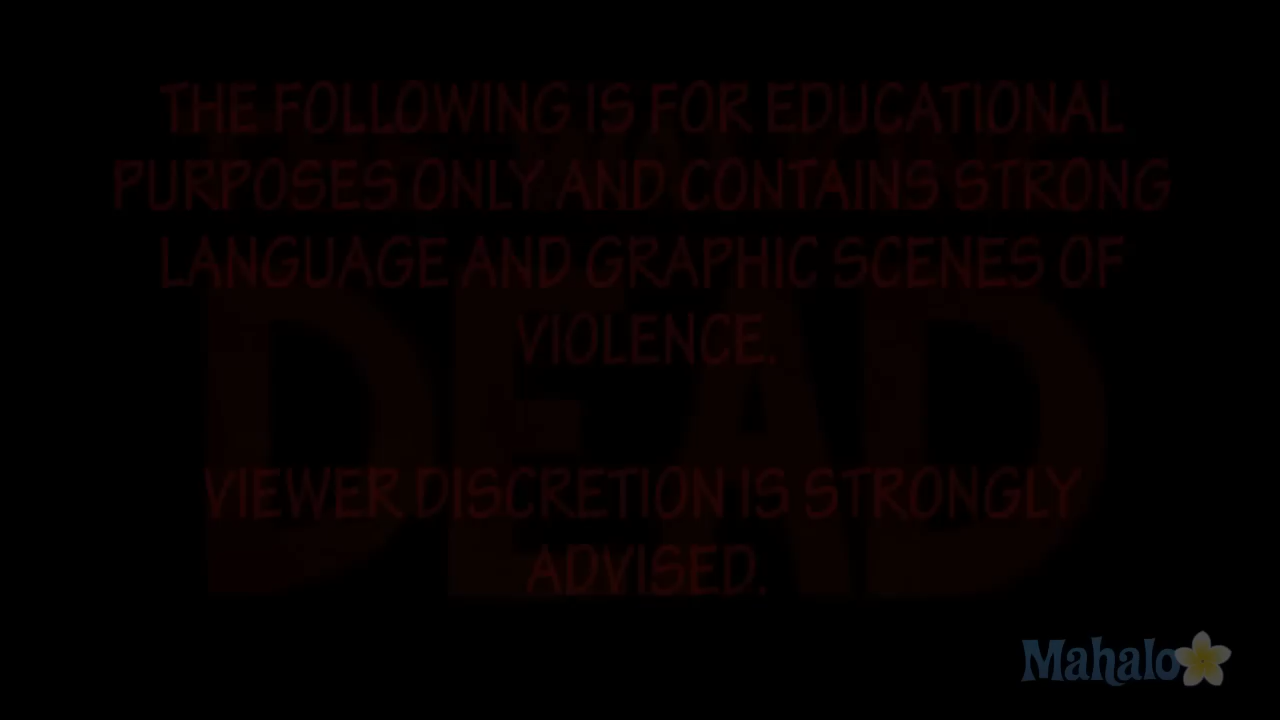 THE FOLLOWING IS FOR EDUCATIONAL
PURPOSES ONLY AND CONTAINS STRONG
LANGUAGE AND GRAPHIC SCENES OF
VIOLENCE.
DEAD
VIEWER DISCRETION IS STRONGLY
ADVISED.
Mahalo